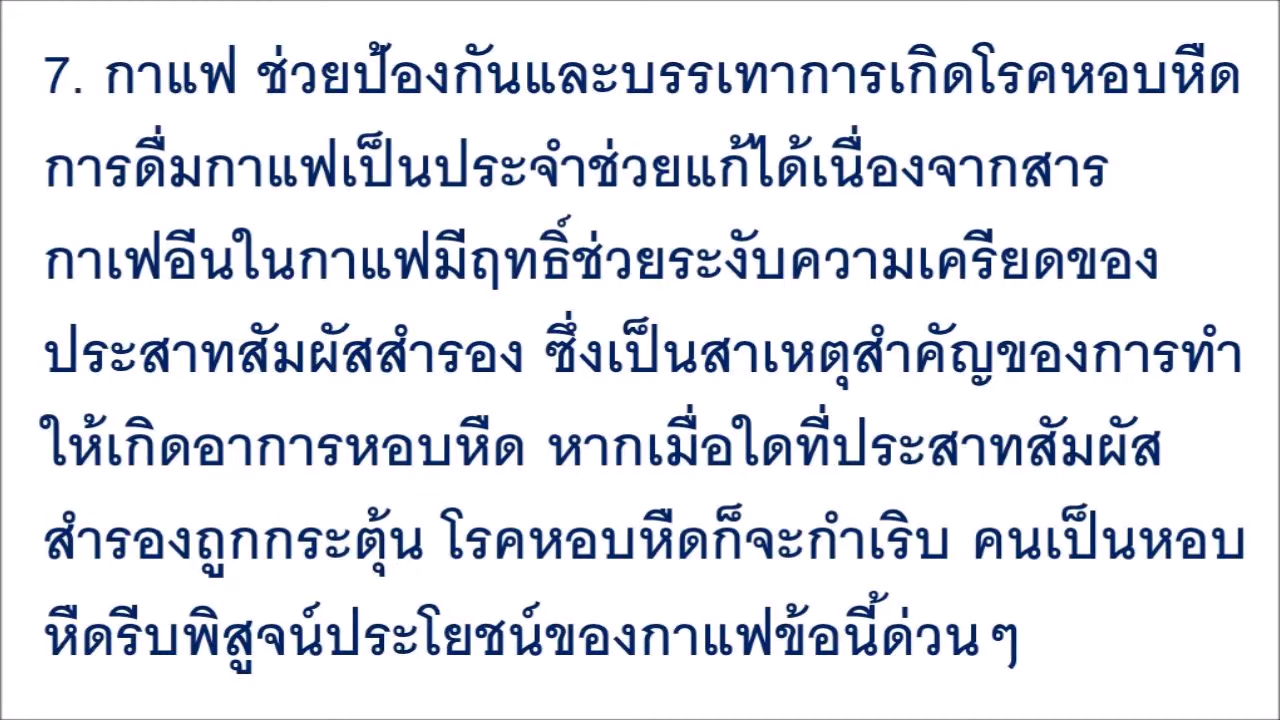 7. กาแฟ ช่วยป้องกันและบรรเทาการเกิดโรคหอบหืด
การดื่มกาแฟเป็นประจำช่วยแก้ได้เนื่องจากสาร
กาเฟอีนในกาแฟมีฤทธิ์ช่วยระงับความเครียดของ
ประสาทสัมผัสสำรอง ซึ่งเป็นสาเหตุสำคัญของการทำ
ให้เกิดอาการหอบหืด หากเมื่อใดที่ประสาทสัมผัส
สำรองถูกกระตุ้น โรคหอบหืดก็จะกำเริบ คนเป็นหอบ
หืดรีบพิสูจน์ประโยชน์ของกาแฟข้อนี้ด่วนๆ